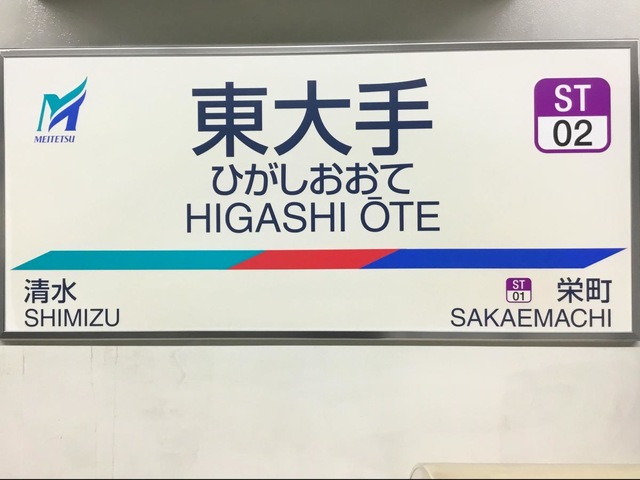 MEITETSU
東大手
ひがしおおて
HIGASHI ŌTE
ST
02
清水
SHIMIZU
ST
01
栄町
SAKAEMACHI